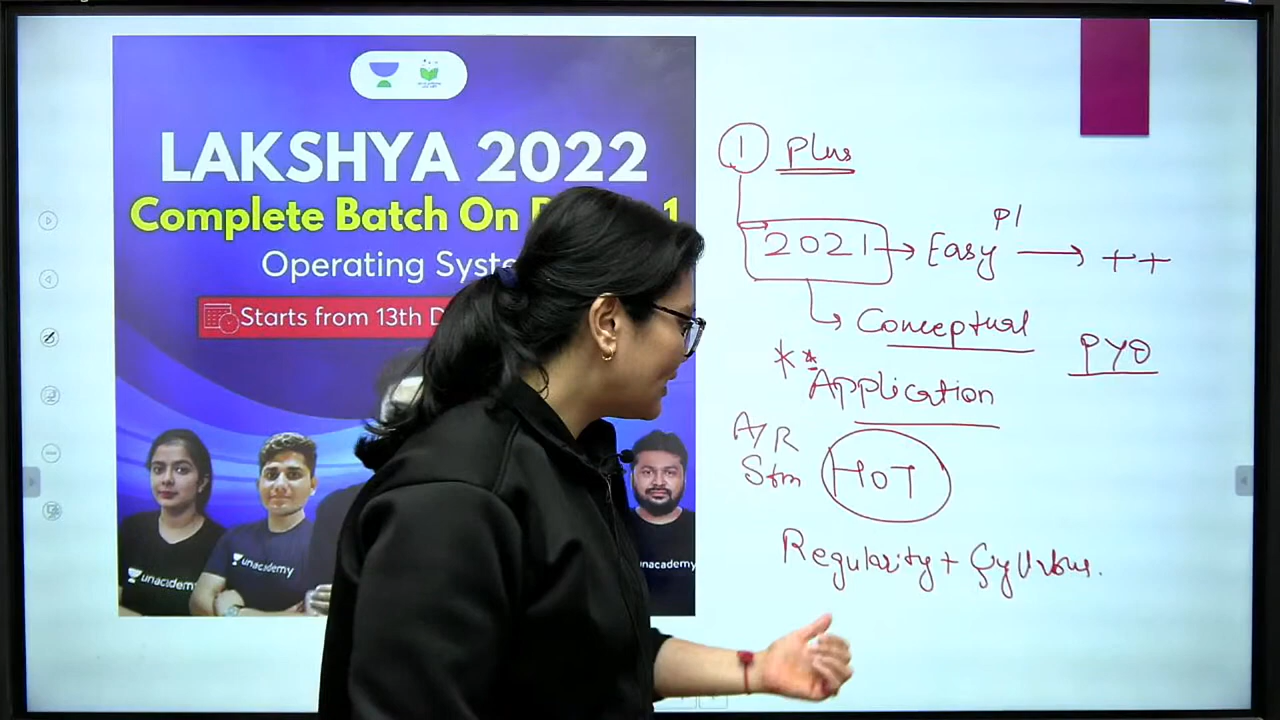 LAKSHYA 2022
Complete Batch On
Operating Syste
Starts from 13th D
unacademy
unacademy
nacademy
1 Plus
2021 → Easy P1 → ++
Conceptual
PYQ
** Application
A/R
Stm HOT
Regularity + Syllabus.